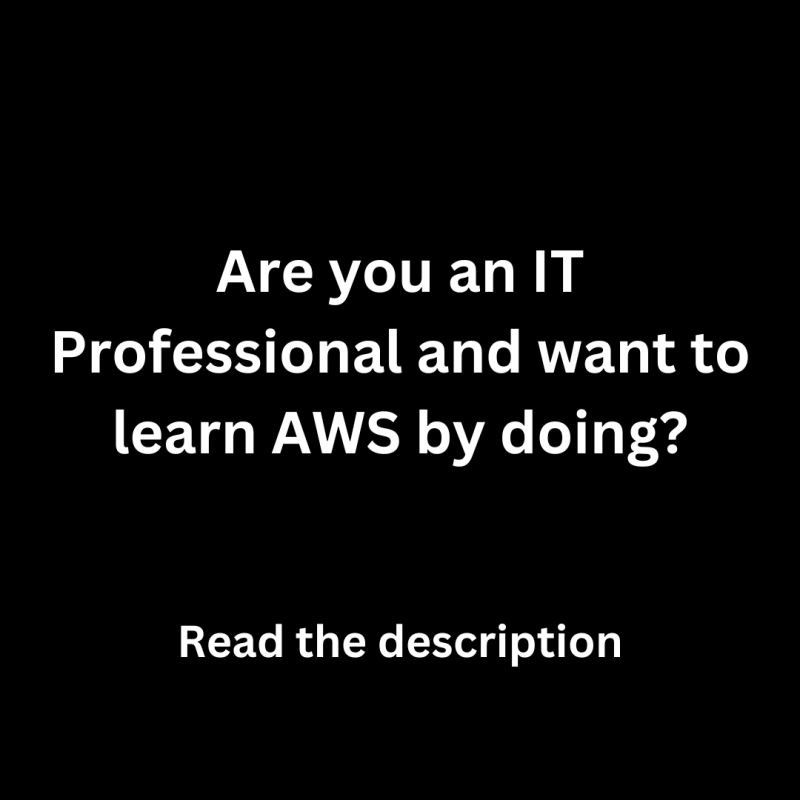 Are you an IT
Professional and want to
learn AWS by doing?
Read the description